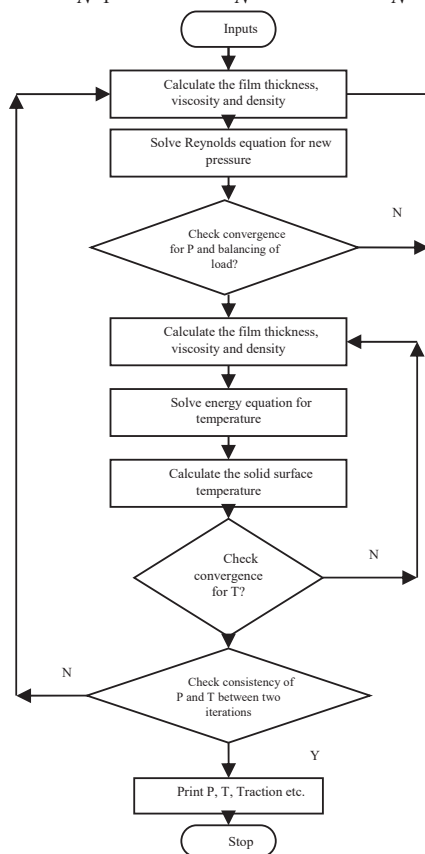 Inputs
Calculate the film thickness,
viscosity and density
Solve Reynolds equation for new
pressure
N
Check convergence
for P and balancing of
load?
Calculate the film thickness,
viscosity and density
Solve energy equation for
temperature
Calculate the solid surface
temperature
Check
convergence
for T?
N
N
Check consistency of
P and T between two
iterations
Y
Print P, T, Traction etc.
Stop